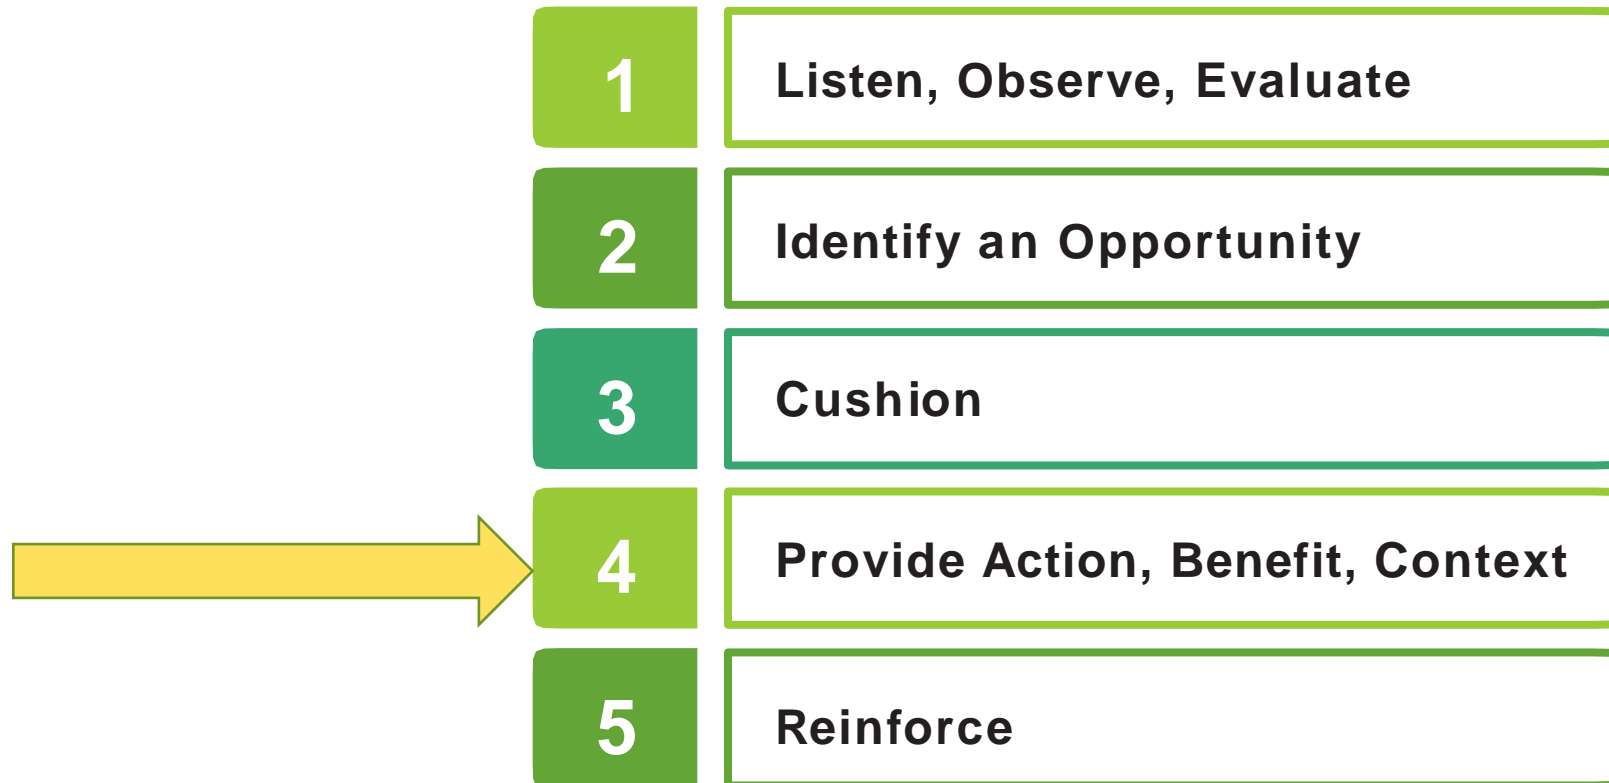 1 Listen, Observe, Evaluate
2 Identify an Opportunity
3 Cushion
4 Provide Action, Benefit, Context
5 Reinforce